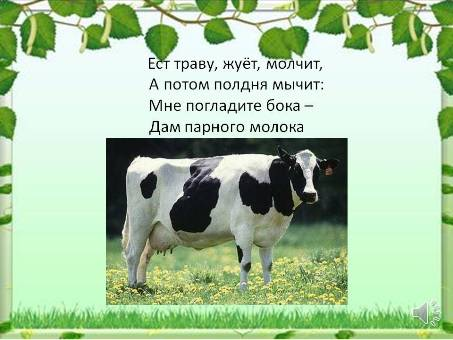 Ест траву, жуёт, молчит,
А потом полдня мычит:
Мне погладите бока –
Дам парного молока